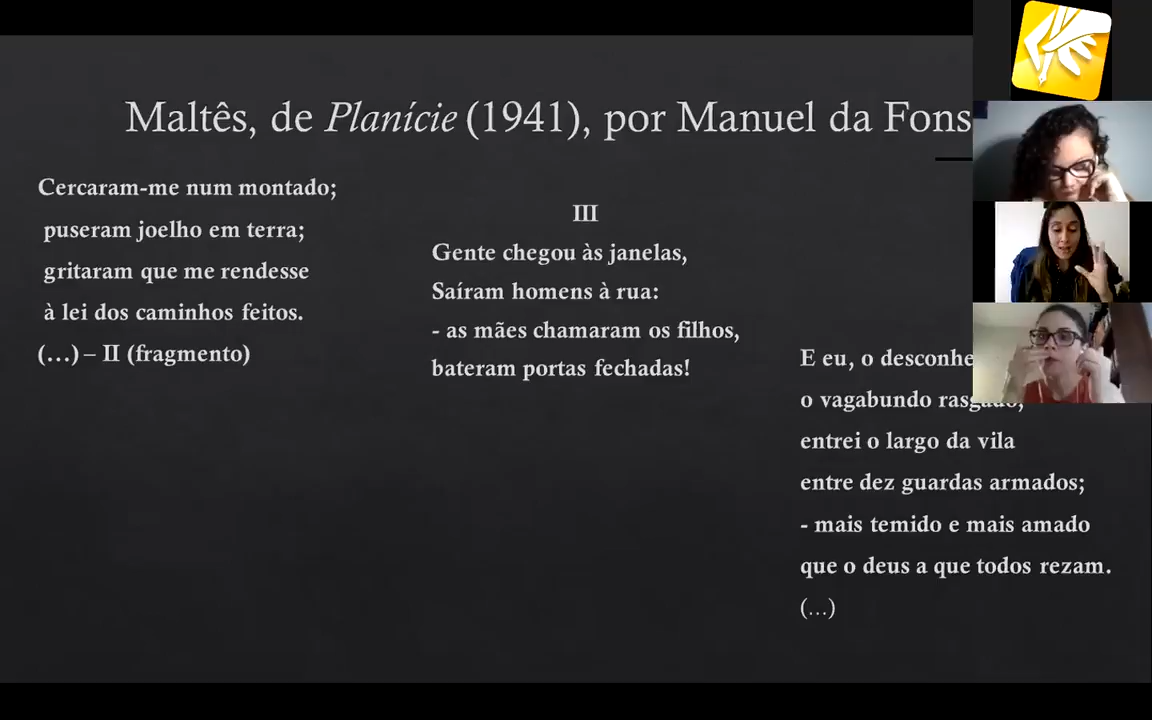 Maltês, de Planície (1941), por Manuel da Fons
Cercaram-me num montado;
puseram joelho em terra;
gritaram que me rendesse
à lei dos caminhos feitos.
(…) – II (fragmento)
III
Gente chegou às janelas,
Saíram homens à rua:
- as mães chamaram os filhos,
bateram portas fechadas!
E eu, o desconhe
o vagabundo rasgado,
entrei o largo da vila
entre dez guardas armados;
- mais temido e mais amado
que o deus a que todos rezam.
(...)